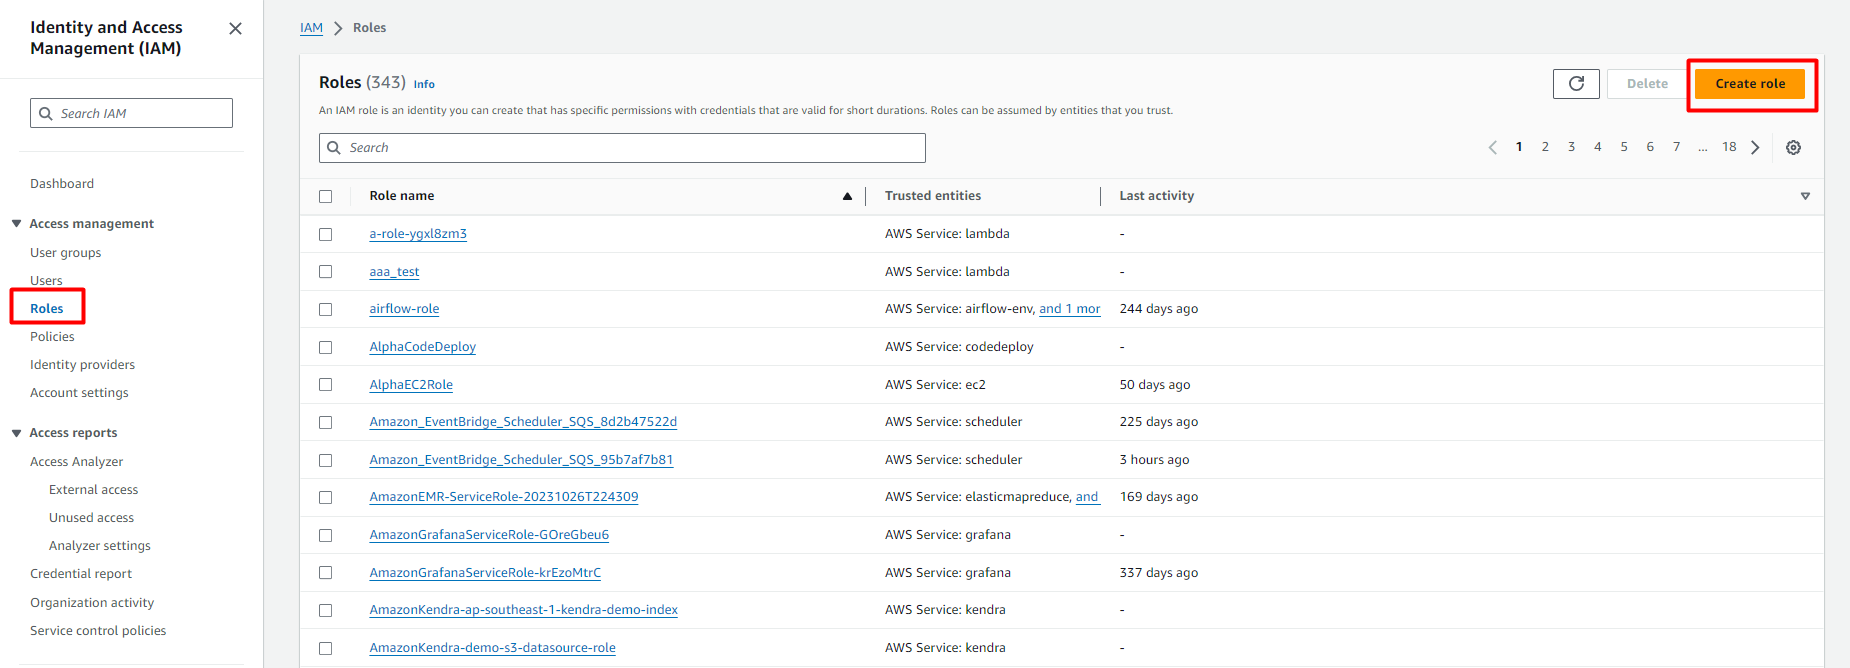 Identity and Access
Management (IAM)
Search IAM
Dashboard
Access management
User groups
Users
Roles
Policies
Identity providers
Account settings
Access reports
Access Analyzer
External access
Unused access
Analyzer settings
Credential report
Organization activity
Service control policies
IAM Roles
Roles (343) Info
Delete
Create role
An IAM role is an identity you can create that has specific permissions with credentials that are valid for short durations. Roles can be assumed by entities that you trust.
Search
1 2 3 4 5 6 7 ... 18
Role name Trusted entities Last activity
a-role-ygxl8zm3 AWS Service: lambda -
aaa_test AWS Service: lambda -
airflow-role AWS Service: airflow-env, and 1 mor 244 days ago
AlphaCodeDeploy AWS Service: codedeploy -
AlphaEC2Role AWS Service: ec2 50 days ago
Amazon_EventBridge_Scheduler_SQS_8d2b47522d AWS Service: scheduler 225 days ago
Amazon_EventBridge_Scheduler_SQS_95b7af7b81 AWS Service: scheduler 3 hours ago
AmazonEMR-ServiceRole-20231026T224309 AWS Service: elasticmapreduce, and 169 days ago
AmazonGrafanaServiceRole-GOreGbeu6 AWS Service: grafana -
AmazonGrafanaServiceRole-krEzoMtrC AWS Service: grafana 337 days ago
AmazonKendra-ap-southeast-1-kendra-demo-index AWS Service: kendra -
AmazonKendra-demo-s3-datasource-role AWS Service: kendra -